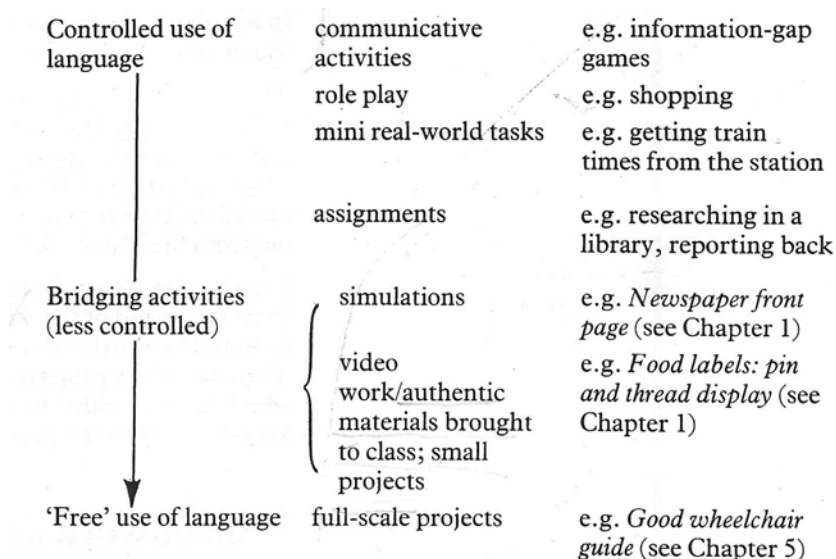 Controlled use of communicative e.g. information-gap
language activities games
role play e.g. shopping
mini real-world tasks e.g. getting train
times from the station
assignments e.g. researching in a
library, reporting back
Bridging activities simulations e.g. Newspaper front
(less controlled) page (see Chapter 1)
video e.g. Food labels: pin
work/authentic and thread display (see
materials brought Chapter 1)
to class; small
projects
‘Free’ use of language full-scale projects e.g. Good wheelchair
guide (see Chapter 5)